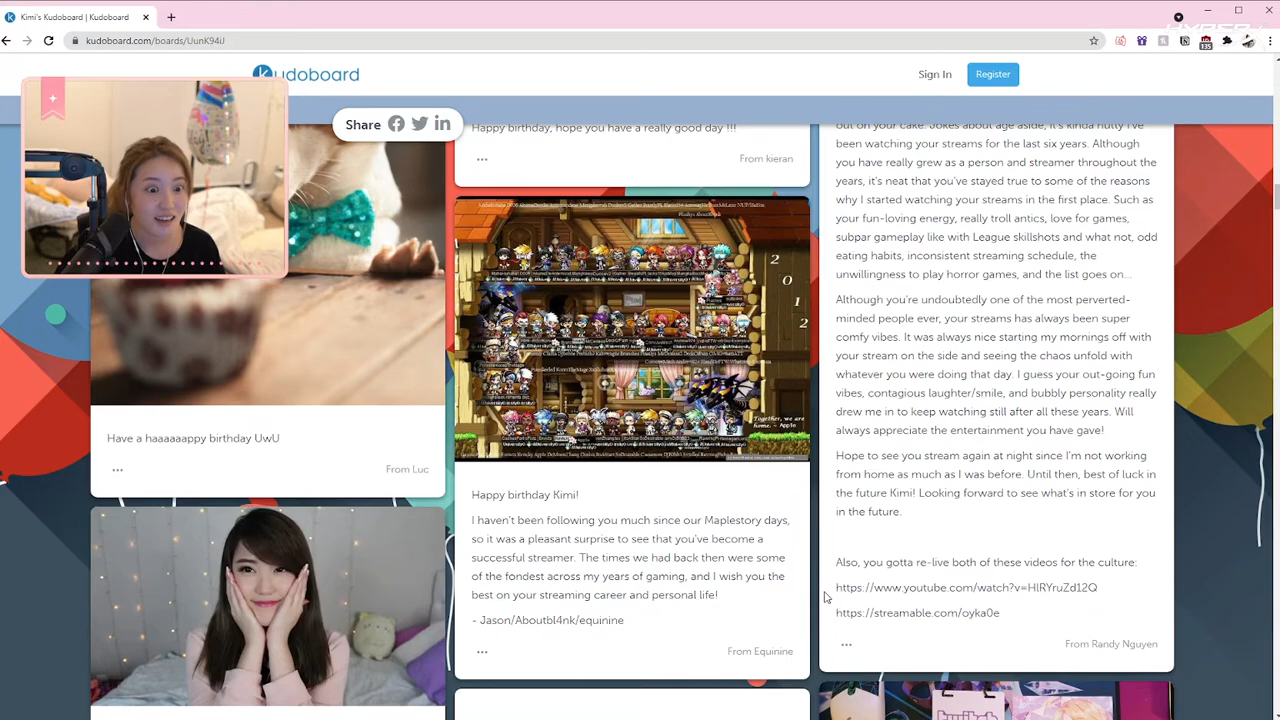 Kimi's Kudoboard | Kudoboard
kudoboard.com/boards/UunK94iJ
135
kudoboard
Sign In
Register
Share
Have a haaaaaappy birthday UwU
From Luc
Happy birthday, hope you have a really good day !!!
From kieran
2
0
1
2
Together, we are
home. ~ Apple
Happy birthday Kimi!
I haven't been following you much since our Maplestory days,
so it was a pleasant surprise to see that you've become a
successful streamer. The times we had back then were some
of the fondest across my years of gaming, and I wish you the
best on your streaming career and personal life!
- Jason/Aboutbl4nk/equinine
From Equinine
out on your cake. Jokes about age aside, it's kinda nutty I've
been watching your streams for the last six years. Although
you have really grew as a person and streamer throughout the
years, it's neat that you've stayed true to some of the reasons
why I started watching your streams in the first place. Such as
your fun-loving energy, really troll antics, love for games,
subpar gameplay like with League skillshots and what not, odd
eating habits, inconsistent streaming schedule, the
unwillingness to play horror games, and the list goes on...
Although you're undoubtedly one of the most perverted-
minded people ever, your streams has always been super
comfy vibes. It was always nice starting my mornings off with
your stream on the side and seeing the chaos unfold with
whatever you were doing that day. I guess your out-going fun
vibes, contagious laughter/smile, and bubbly personality really
drew me in to keep watching still after all these years. Will
always appreciate the entertainment you have gave!
Hope to see you stream again at night since I'm not working
from home as much as I was before. Until then, best of luck in
the future Kimi! Looking forward to see what's in store for you
in the future.
Also, you gotta re-live both of these videos for the culture:
https://www.youtube.com/watch?v=HlRYruZd12Q
https://streamable.com/oyka0e
From Randy Nguyen